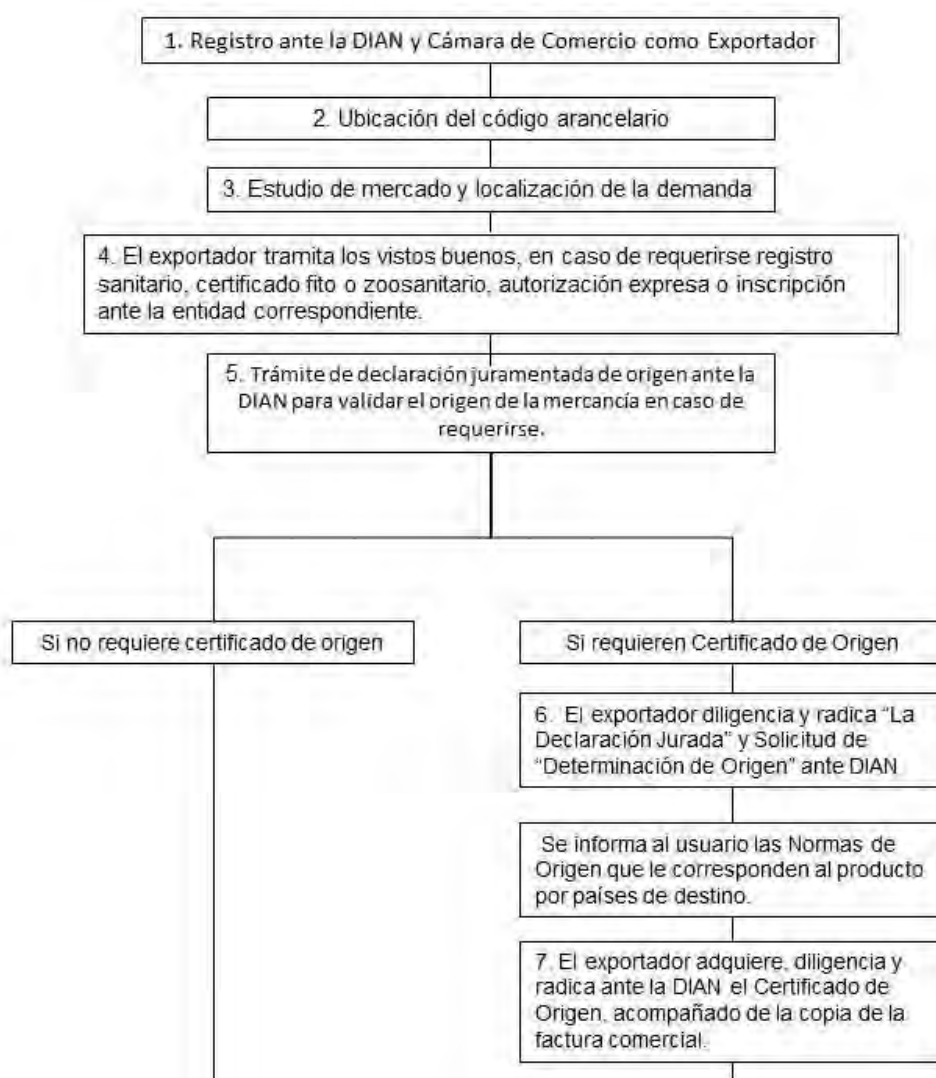 1. Registro ante la DIAN y Cámara de Comercio como Exportador
2. Ubicación del código arancelario
3. Estudio de mercado y localización de la demanda
4. El exportador tramita los vistos buenos, en caso de requerirse registro
sanitario, certificado fito o zoosanitario, autorización expresa o inscripción
ante la entidad correspondiente.
5. Trámite de declaración juramentada de origen ante la
DIAN para validar el origen de la mercancía en caso de
requerirse.
Si no requiere certificado de origen
Si requieren Certificado de Origen
6. El exportador diligencia y radica “La
Declaración Jurada” y Solicitud de
“Determinación de Origen” ante DIAN
Se informa al usuario las Normas de
Origen que le corresponden al producto
por países de destino.
7. El exportador adquiere, diligencia y
radica ante la DIAN el Certificado de
Origen, acompañado de la copia de la
factura comercial.